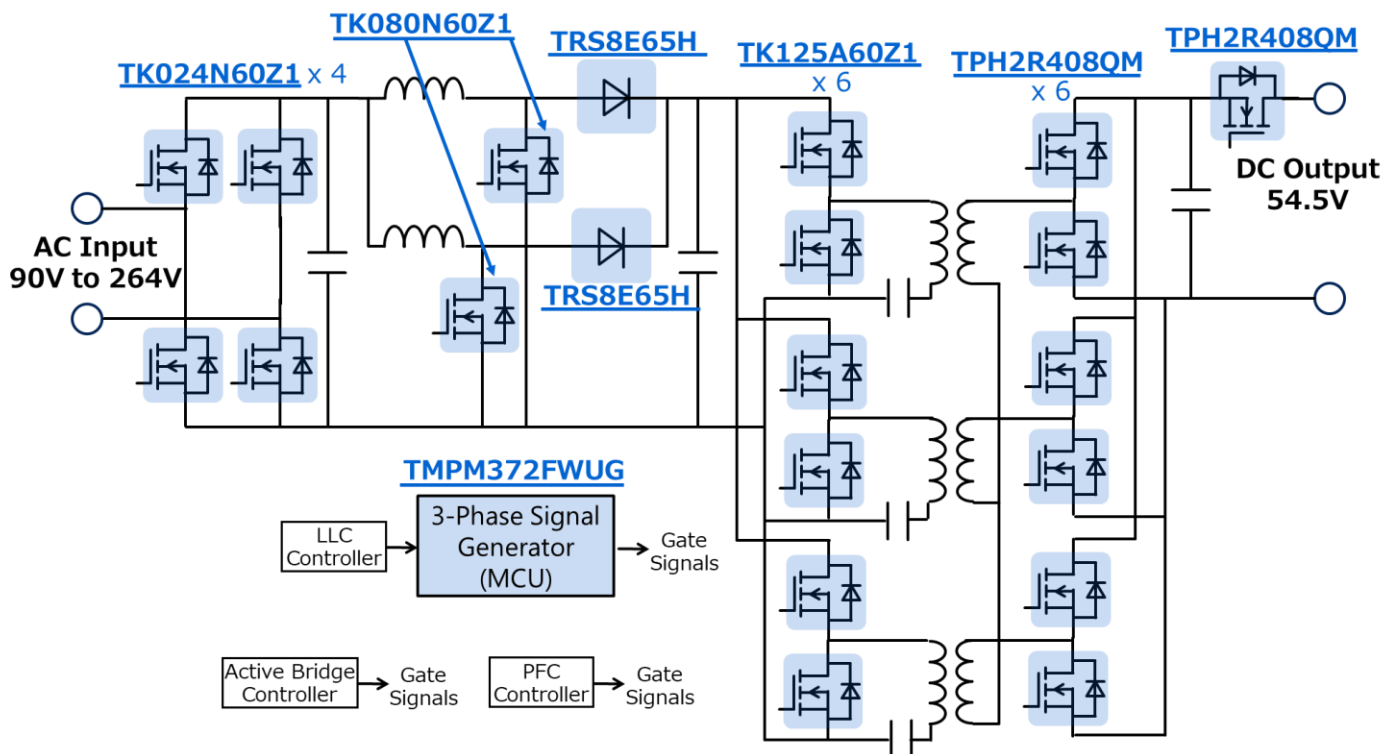 TK080N60Z1
TRS8E65H
TPH2R408QM
TK024N60Z1 x 4
TK125A60Z1
x 6
TPH2R408QM
x 6
AC Input
90V to 264V
DC Output
54.5V
TRS8E65H
TMPM372FWUG
LLC
Controller
3-Phase Signal
Generator
(MCU)
Gate
Signals
Active Bridge
Controller
Gate
Signals
PFC
Controller
Gate
Signals